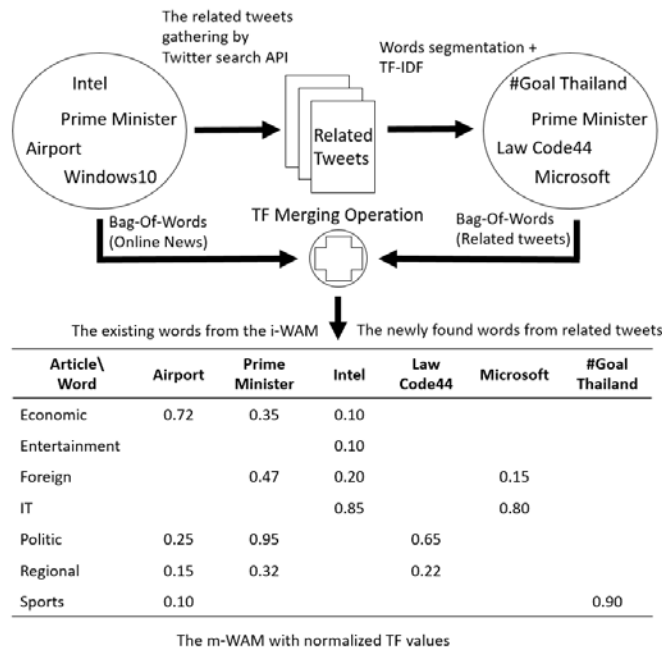 The related tweets
gathering by
Twitter search API
Words segmentation +
TF-IDF
Intel
Prime Minister
Airport
Windows10
Related
Tweets
#Goal Thailand
Prime Minister
Law Code44
Microsoft
TF Merging Operation
Bag-Of-Words
(Online News)
Bag-Of-Words
(Related tweets)
The existing words from the i-WAM
The newly found words from related tweets
Article\ Word Airport Prime Minister Intel Law Code44 Microsoft #Goal Thailand
Economic 0.72 0.35 0.10
Entertainment 0.10
Foreign 0.47 0.20 0.15
IT 0.85 0.80
Politic 0.25 0.95 0.65
Regional 0.15 0.32 0.22
Sports 0.10 0.90
The m-WAM with normalized TF values